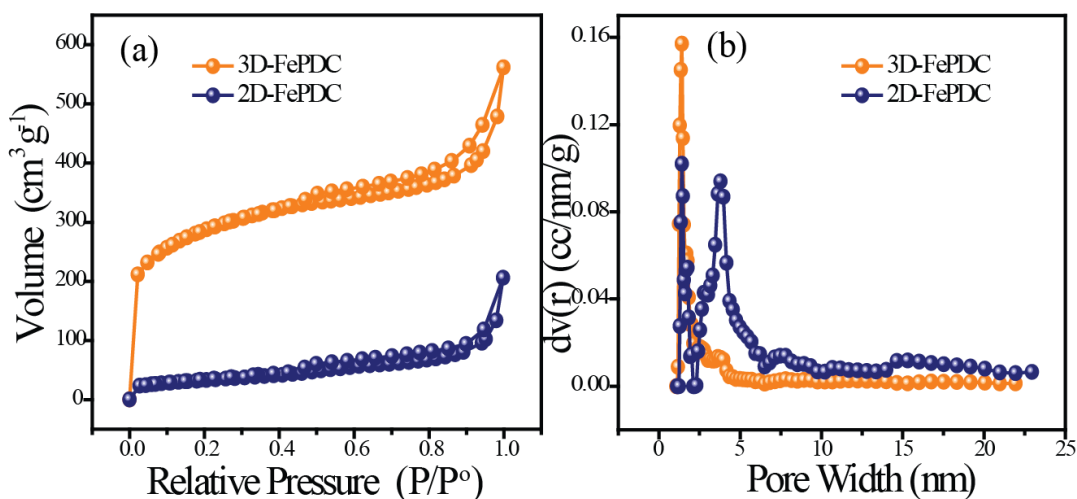 (a)
3D-FePDC
2D-FePDC
600
500
400
300
200
100
0
0.0 0.2 0.4 0.6 0.8 1.0
Volume (cm³ g⁻¹)
Relative Pressure (P/Pᵒ)
(b)
3D-FePDC
2D-FePDC
0.16
0.12
0.08
0.04
0.00
0 5 10 15 20 25
dv(r) (cc/nm/g)
Pore Width (nm)